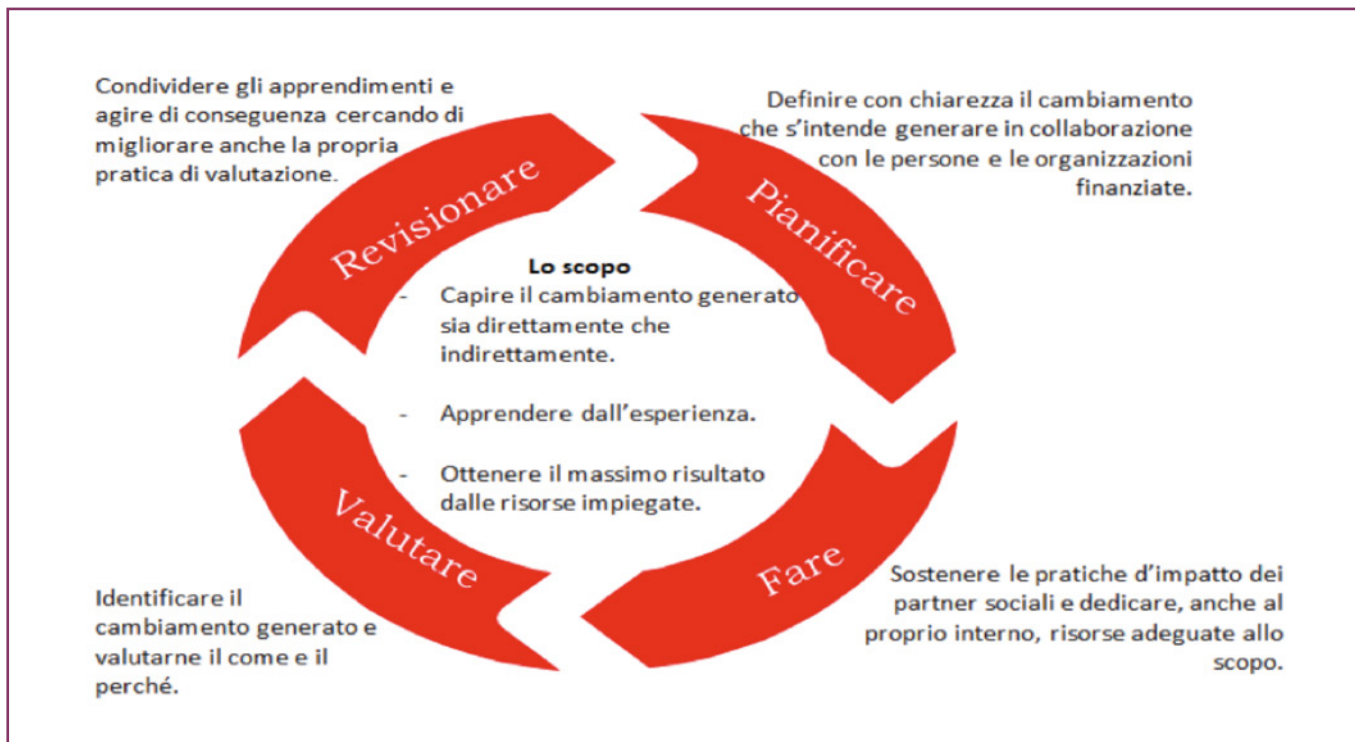 Condividere gli apprendimenti e
agire di conseguenza cercando di
migliorare anche la propria
pratica di valutazione.
Definire con chiarezza il cambiamento
che s’intende generare in collaborazione
con le persone e le organizzazioni
finanziate.
Revisionare
Pianificare
Lo scopo
- Capire il cambiamento generato
sia direttamente che
indirettamente.
- Apprendere dall’esperienza.
- Ottenere il massimo risultato
dalle risorse impiegate.
Valutare
Fare
Identificare il
cambiamento generato e
valutarne il come e il
perché.
Sostenere le pratiche d’impatto dei
partner sociali e dedicare, anche al
proprio interno, risorse adeguate allo
scopo.